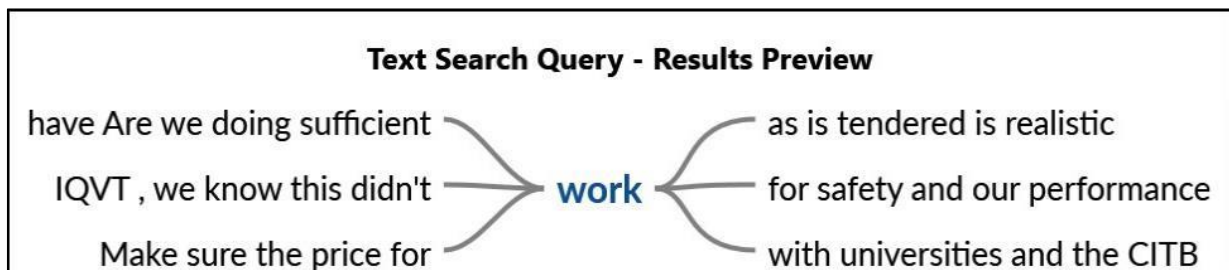 Text Search Query - Results Preview
have Are we doing sufficient
as is tendered is realistic
IQVT , we know this didn't
work
for safety and our performance
Make sure the price for
with universities and the CITB